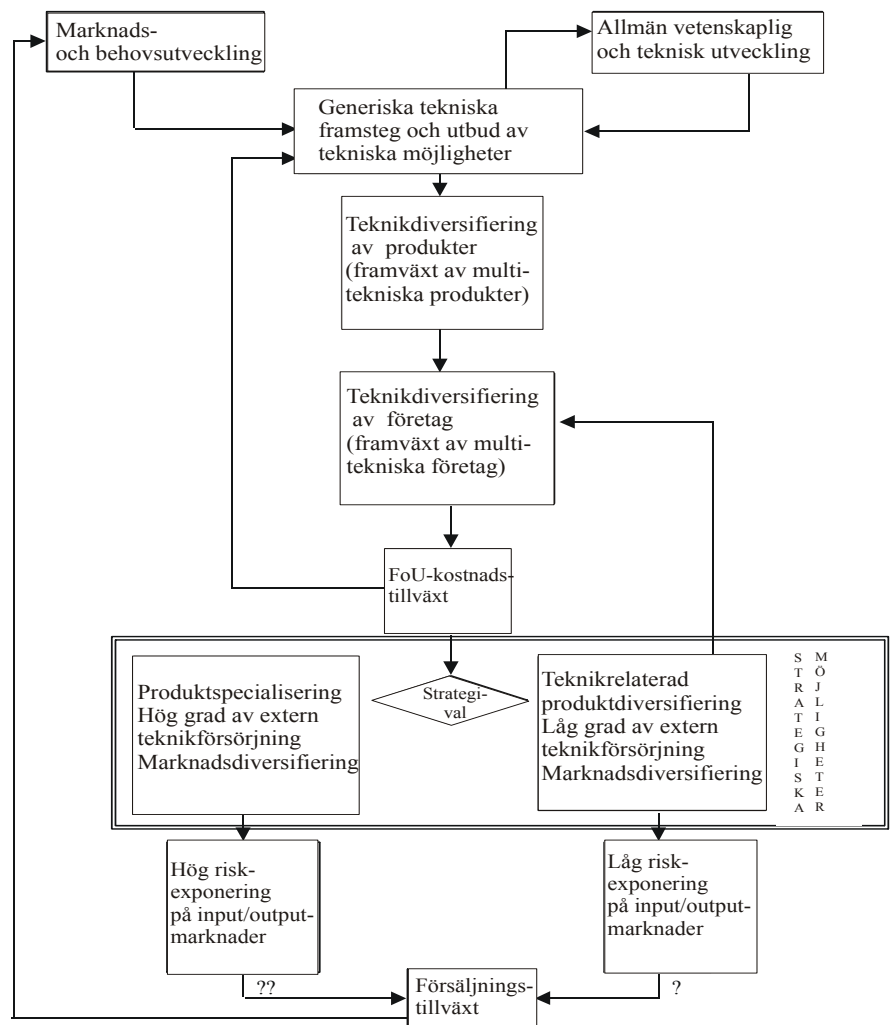 Marknads-
och behovsutveckling
Allmän vetenskaplig
och teknisk utveckling
Generiska tekniska
framsteg och utbud av
tekniska möjligheter
Teknikdiversifiering
av produkter
(framväxt av multi-
tekniska produkter)
Teknikdiversifiering
av företag
(framväxt av multi-
tekniska företag)
FoU-kostnads-
tillväxt
Produktspecialisering
Hög grad av extern
teknikförsörjning
Marknadsdiversifiering
Strategi-
val
Teknikrelaterad
produktdiversifiering
Låg grad av extern
teknikförsörjning
Marknadsdiversifiering
STRATEGISKA
MÖJLIGHETER
Hög risk-
exponering
på input/output-
marknader
Låg risk-
exponering
på input/output-
marknader
??
Försäljnings-
tillväxt
?